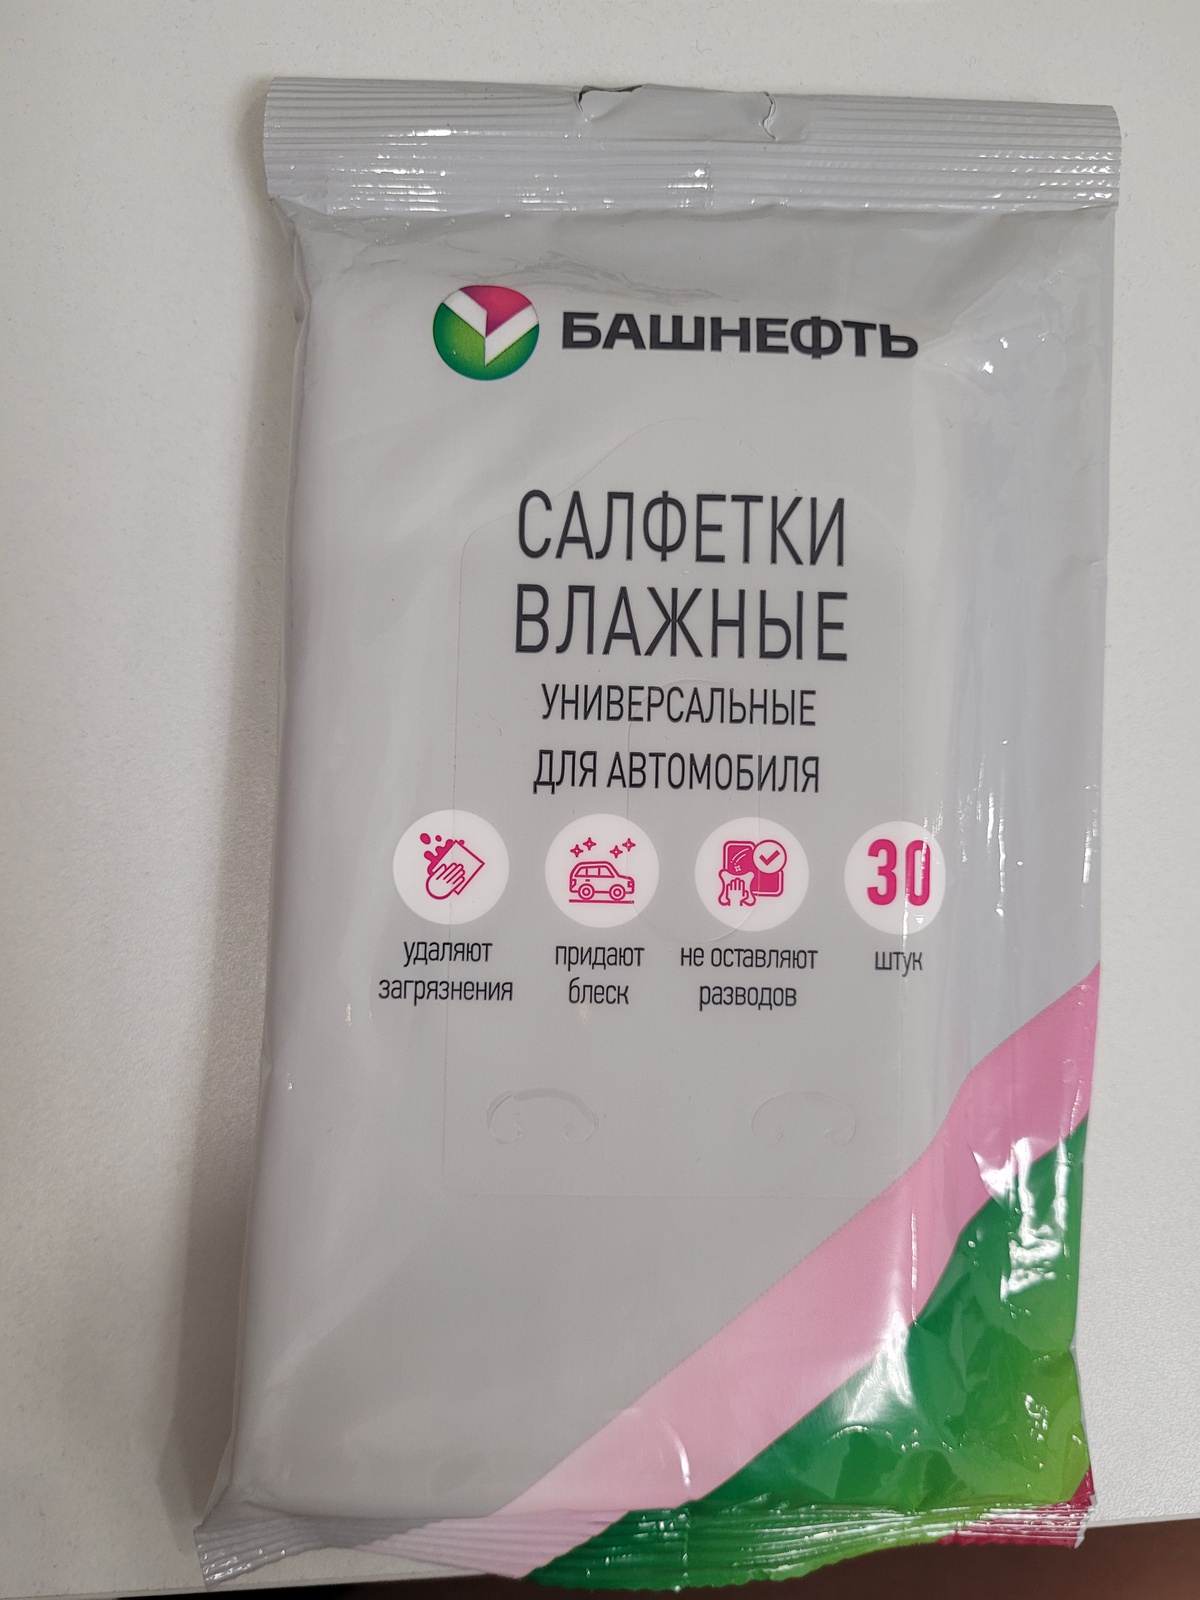 БАШНЕФТЬ
САЛФЕТКИ
ВЛАЖНЫЕ
УНИВЕРСАЛЬНЫЕ
ДЛЯ АВТОМОБИЛЯ
удаляют
загрязнения
придают
блеск
не оставляют
разводов
30
штук